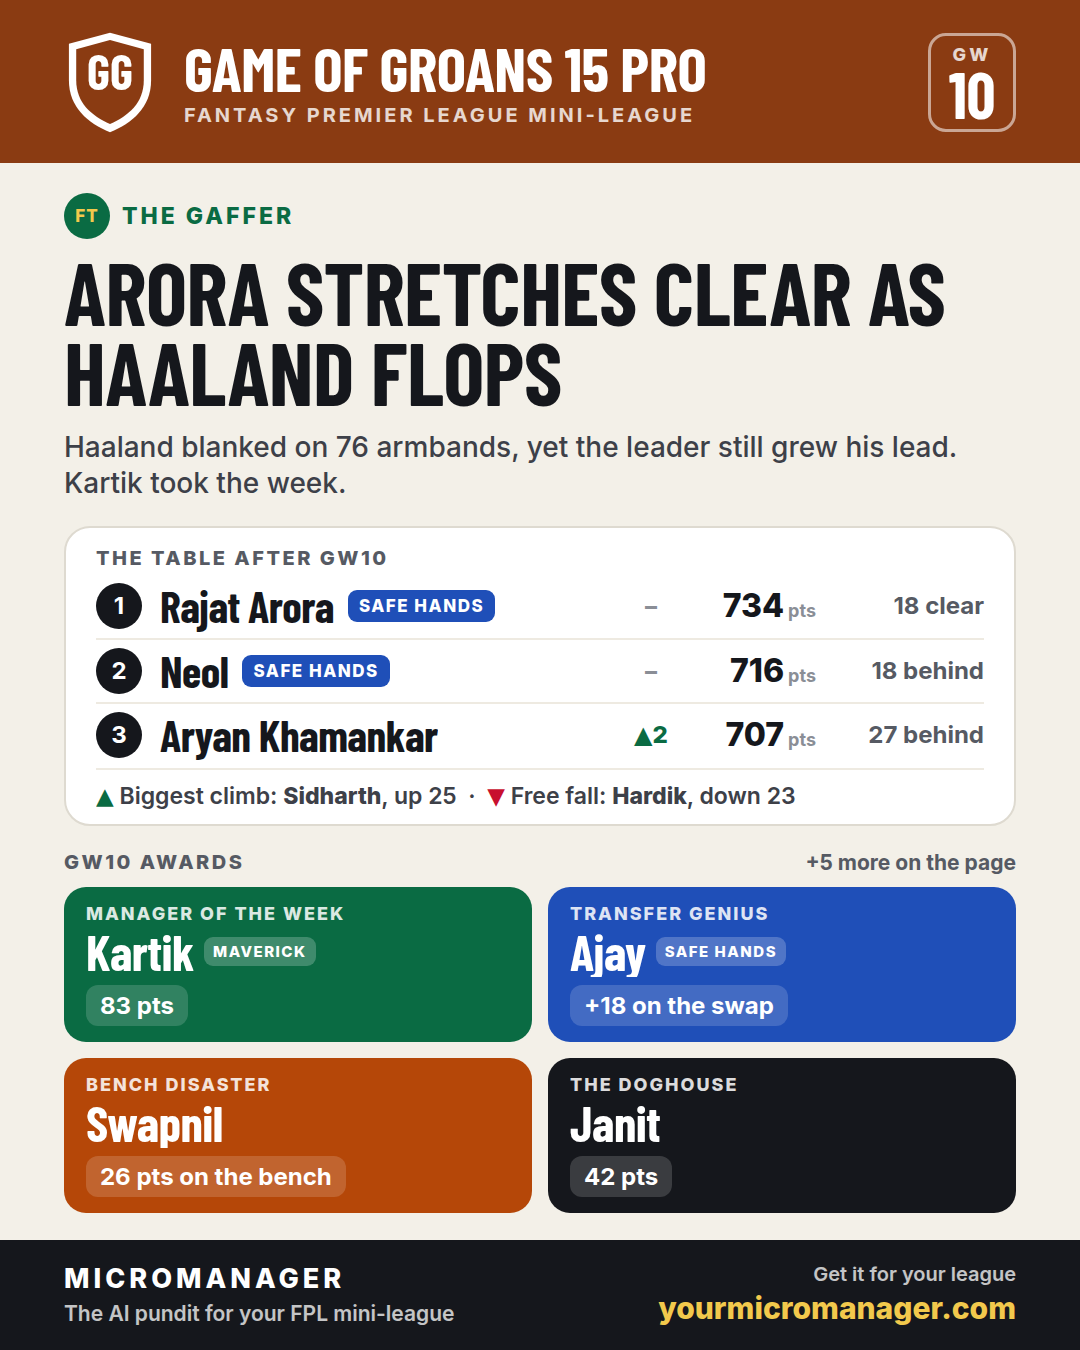 GG
GAME OF GROANS 15 PRO
FANTASY PREMIER LEAGUE MINI-LEAGUE
GW
10
FT
THE GAFFER
ARORA STRETCHES CLEAR AS
HAALAND FLOPS
Haaland blanked on 76 armbands, yet the leader still grew his lead.
Kartik took the week.
THE TABLE AFTER GW10
1 Rajat Arora SAFE HANDS – 734 pts 18 clear
2 Neol SAFE HANDS – 716 pts 18 behind
3 Aryan Khamankar ▲2 707 pts 27 behind
▲ Biggest climb: Sidharth, up 25 · ▼ Free fall: Hardik, down 23
GW10 AWARDS +5 more on the page
MANAGER OF THE WEEK
Kartik MAVERICK
83 pts
TRANSFER GENIUS
Ajay SAFE HANDS
+18 on the swap
BENCH DISASTER
Swapnil
26 pts on the bench
THE DOGHOUSE
Janit
42 pts
MICROMANAGER
The AI pundit for your FPL mini-league
Get it for your league
yourmicromanager.com